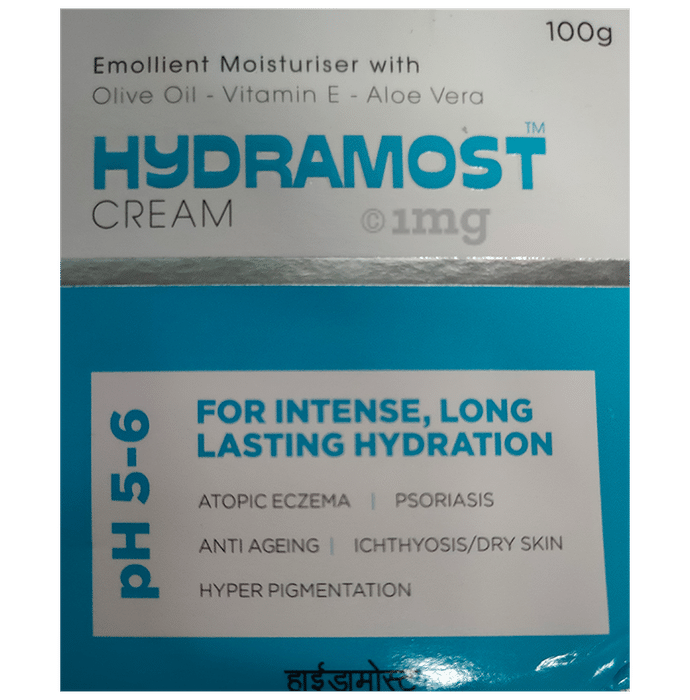 100g
Emollient Moisturiser with
Olive Oil - Vitamin E - Aloe Vera
HYDRAMOST™
CREAM
©1mg
pH 5-6
FOR INTENSE, LONG
LASTING HYDRATION
ATOPIC ECZEMA | PSORIASIS
ANTI AGEING | ICHTHYOSIS/DRY SKIN
HYPER PIGMENTATION
हाईड्रामोस्ट